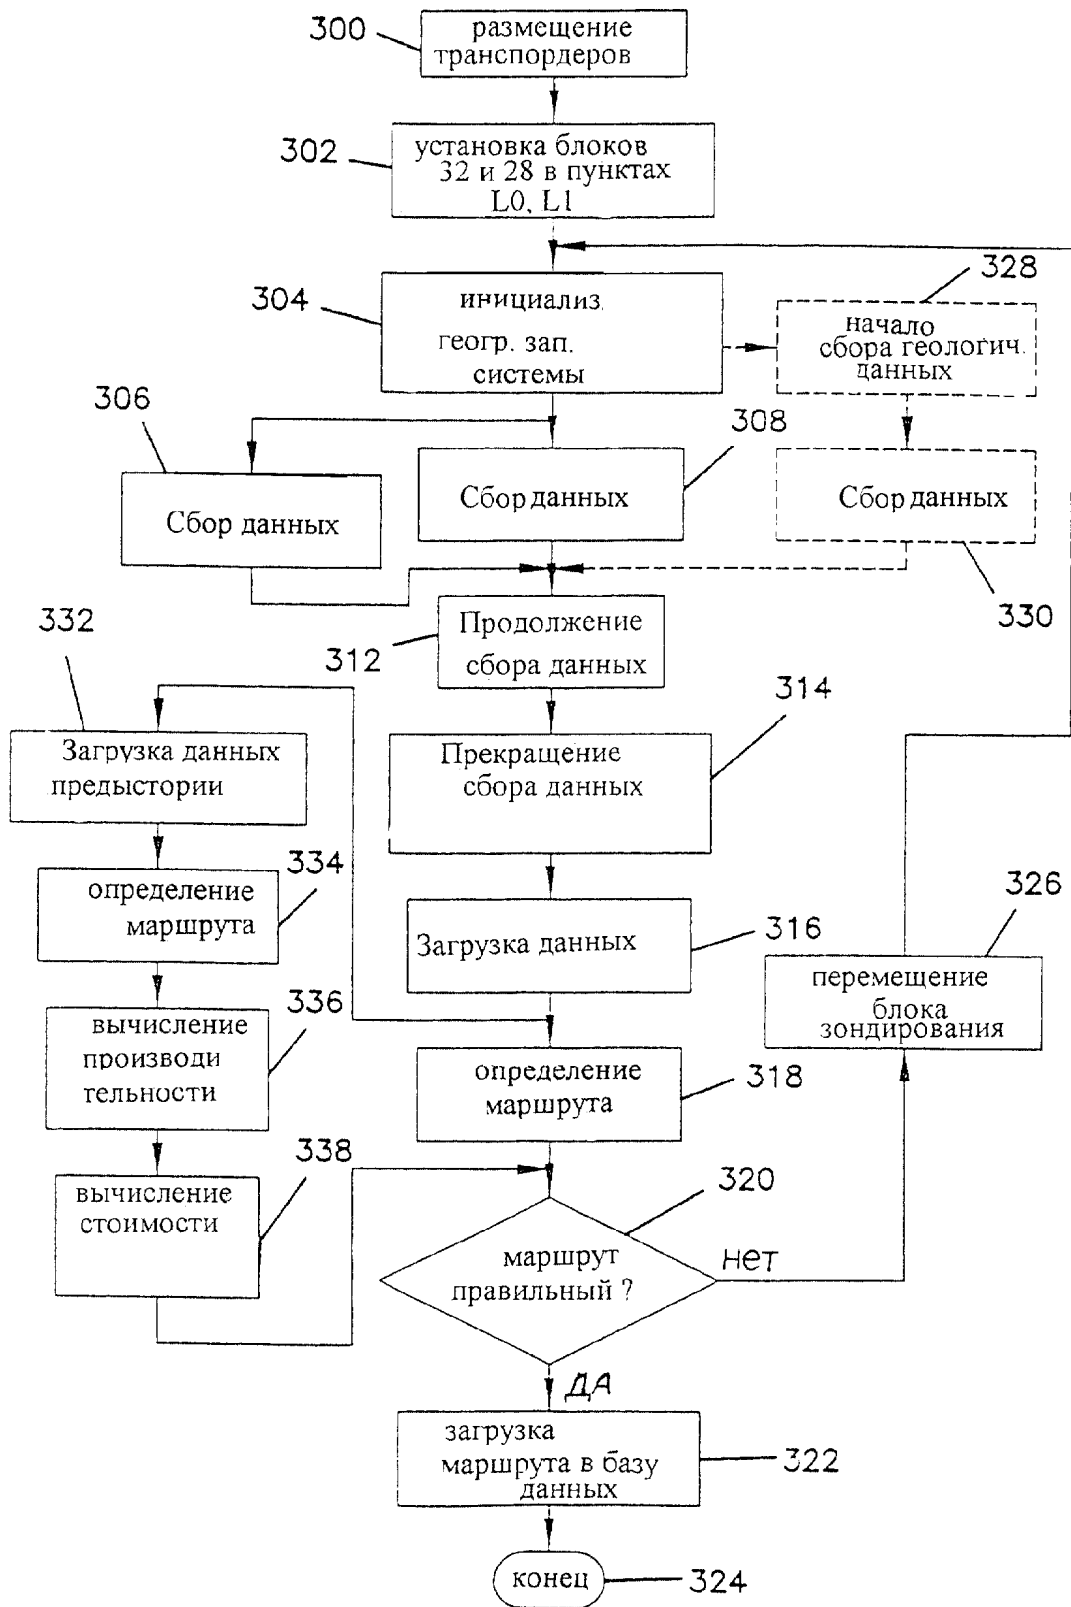 300
размещение
транспордеров
302
установка блоков
32 и 28 в пунктах
L0, L1
304
инициализ.
геогр. зап.
системы
328
начало
сбора геологич.
данных
306
Сбор данных
308
Сбор данных
Сбор данных
330
312
Продолжение
сбора данных
332
Загрузка данных
предыстории
314
Прекращение
сбора данных
334
определение
маршрута
316
Загрузка данных
326
перемещение
блока
зондирования
336
вычисление
производи
тельности
318
определение
маршрута
338
вычисление
стоимости
320
маршрут
правильный ?
НЕТ
ДА
загрузка
маршрута в базу
данных
322
конец
324